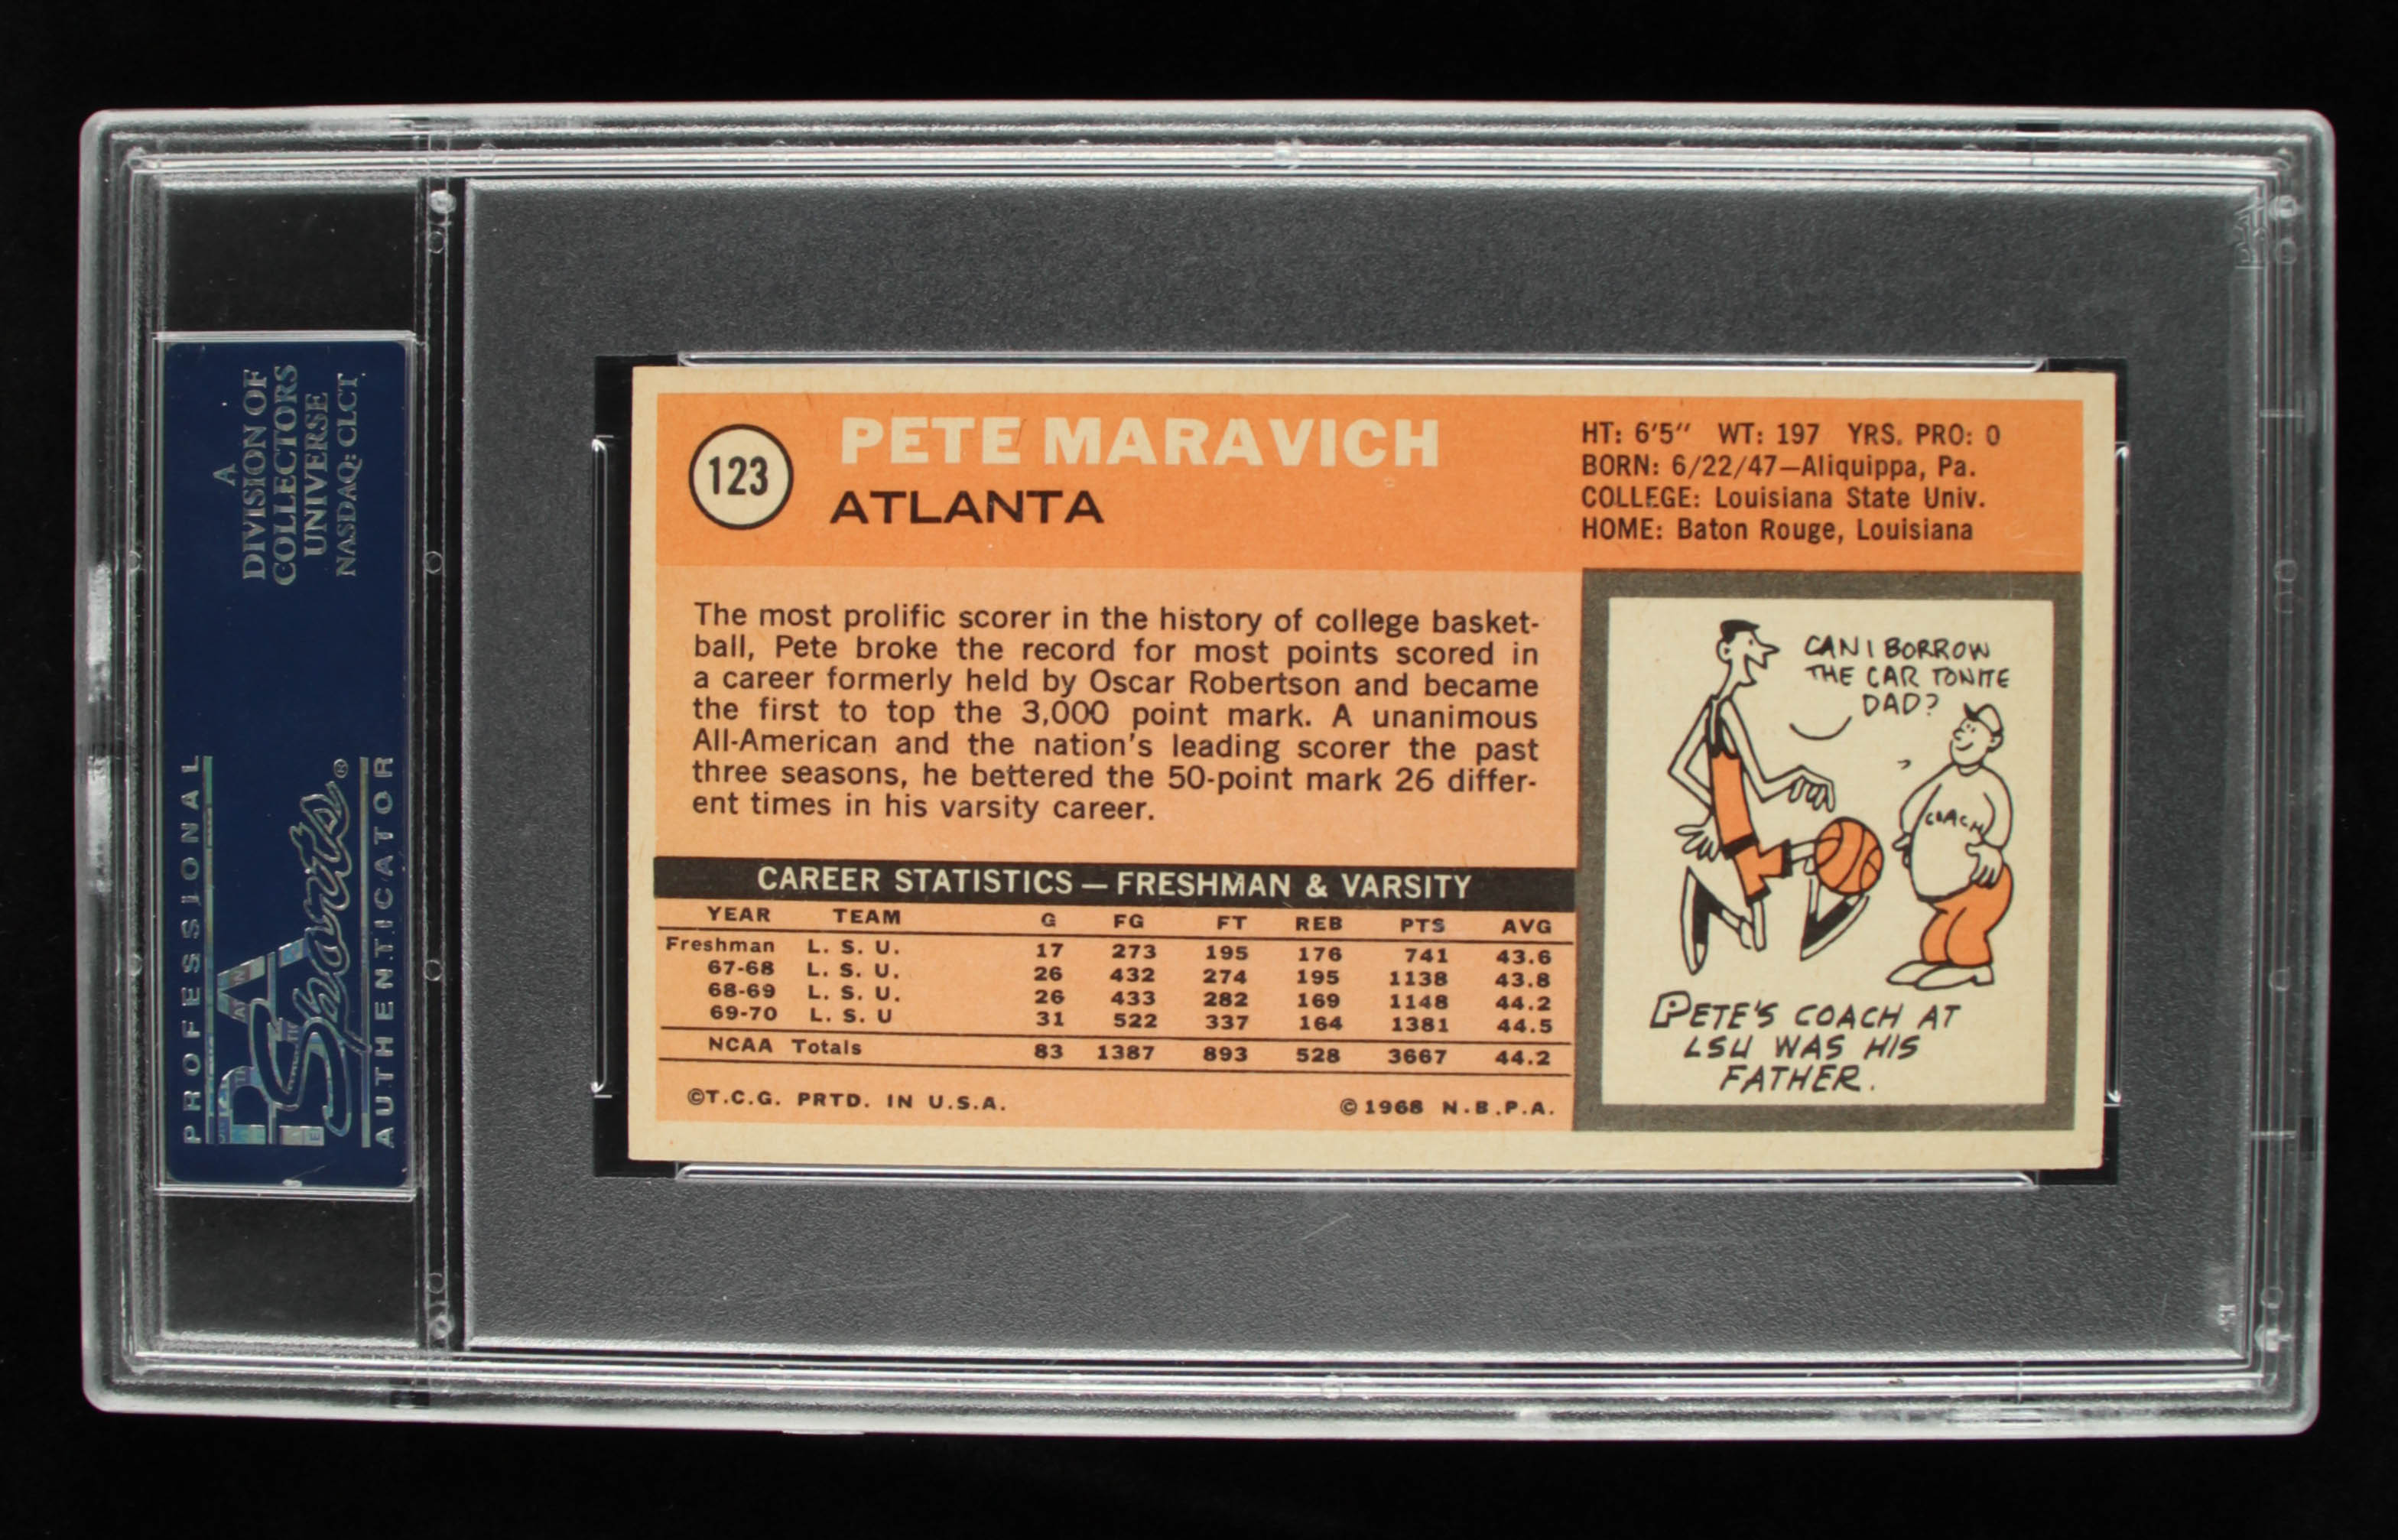 A
DIVISION OF
COLLECTORS
UNIVERSE
NASDAQ: CLCT
PROFESSIONAL
PSA
Sports®
AUTHENTICATOR
123
PETE MARAVICH
ATLANTA
HT: 6'5" WT: 197 YRS. PRO: 0
BORN: 6/22/47—Aliquippa, Pa.
COLLEGE: Louisiana State Univ.
HOME: Baton Rouge, Louisiana
The most prolific scorer in the history of college basket-
ball, Pete broke the record for most points scored in
a career formerly held by Oscar Robertson and became
the first to top the 3,000 point mark. A unanimous
All-American and the nation's leading scorer the past
three seasons, he bettered the 50-point mark 26 differ-
ent times in his varsity career.
CAREER STATISTICS — FRESHMAN & VARSITY
YEAR TEAM G FG FT REB PTS AVG
Freshman L. S. U. 17 273 195 176 741 43.6
67-68 L. S. U. 26 432 274 195 1138 43.8
68-69 L. S. U. 26 433 282 169 1148 44.2
69-70 L. S. U 31 522 337 164 1381 44.5
NCAA Totals 83 1387 893 528 3667 44.2
©T.C.G. PRTD. IN U.S.A.
© 1968 N.B.P.A.
CAN I BORROW
THE CAR TONITE
DAD?
COACH
PETE'S COACH AT
LSU WAS HIS
FATHER.